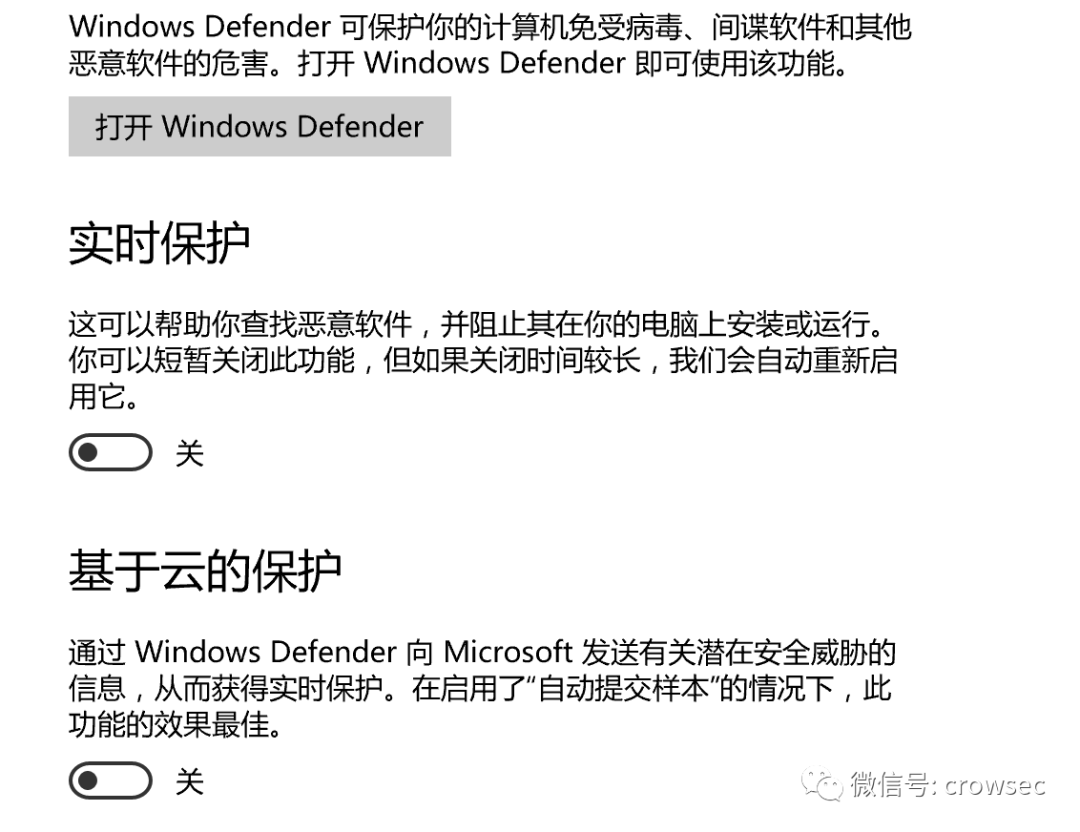 Windows Defender 可保护你的计算机免受病毒、间谍软件和其他
恶意软件的危害。打开 Windows Defender 即可使用该功能。
打开 Windows Defender
实时保护
这可以帮助你查找恶意软件，并阻止其在你的电脑上安装或运行。
你可以短暂关闭此功能，但如果关闭时间较长，我们会自动重新启
用它。
关
基于云的保护
通过 Windows Defender 向 Microsoft 发送有关潜在安全威胁的
信息，从而获得实时保护。在启用了“自动提交样本”的情况下，此
功能的效果最佳。
关
微信号: crowsec